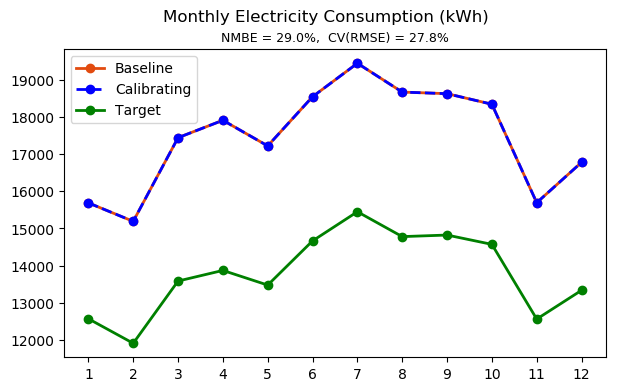 Monthly Electricity Consumption (kWh)
NMBE = 29.0%,  CV(RMSE) = 27.8%
Baseline
Calibrating
Target
19000
18000
17000
16000
15000
14000
13000
12000
1 2 3 4 5 6 7 8 9 10 11 12